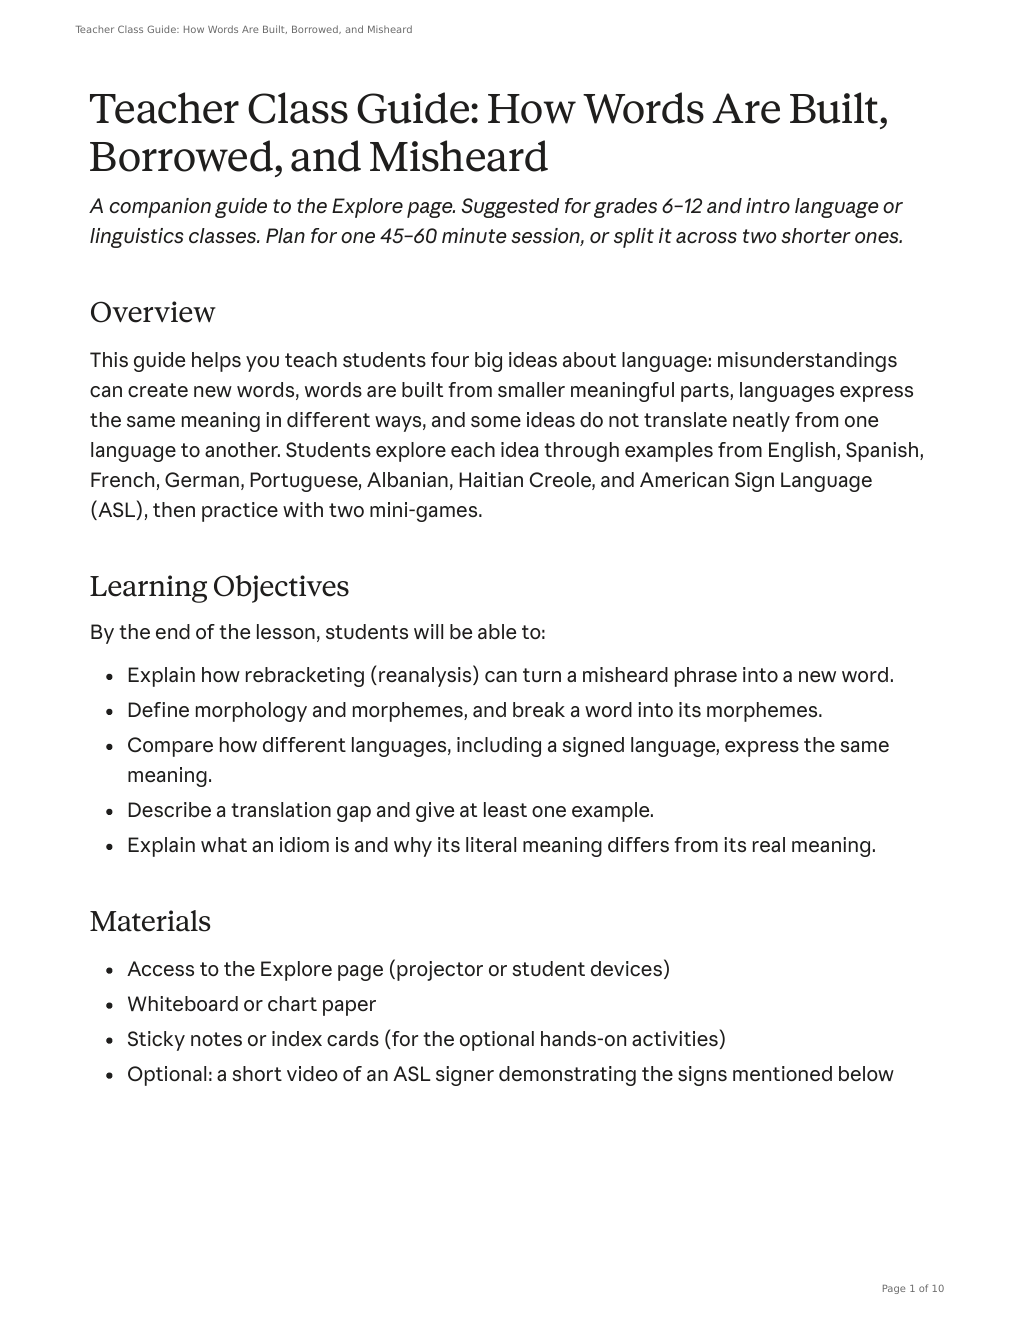 Teacher Class Guide: How Words Are Built, Borrowed, and Misheard
Teacher Class Guide: How Words Are Built,
Borrowed, and Misheard
A companion guide to the Explore page. Suggested for grades 6–12 and intro language or
linguistics classes. Plan for one 45–60 minute session, or split it across two shorter ones.
Overview
This guide helps you teach students four big ideas about language: misunderstandings
can create new words, words are built from smaller meaningful parts, languages express
the same meaning in different ways, and some ideas do not translate neatly from one
language to another. Students explore each idea through examples from English, Spanish,
French, German, Portuguese, Albanian, Haitian Creole, and American Sign Language
(ASL), then practice with two mini-games.
Learning Objectives
By the end of the lesson, students will be able to:
• Explain how rebracketing (reanalysis) can turn a misheard phrase into a new word.
• Define morphology and morphemes, and break a word into its morphemes.
• Compare how different languages, including a signed language, express the same
meaning.
• Describe a translation gap and give at least one example.
• Explain what an idiom is and why its literal meaning differs from its real meaning.
Materials
• Access to the Explore page (projector or student devices)
• Whiteboard or chart paper
• Sticky notes or index cards (for the optional hands-on activities)
• Optional: a short video of an ASL signer demonstrating the signs mentioned below
Page 1 of 10